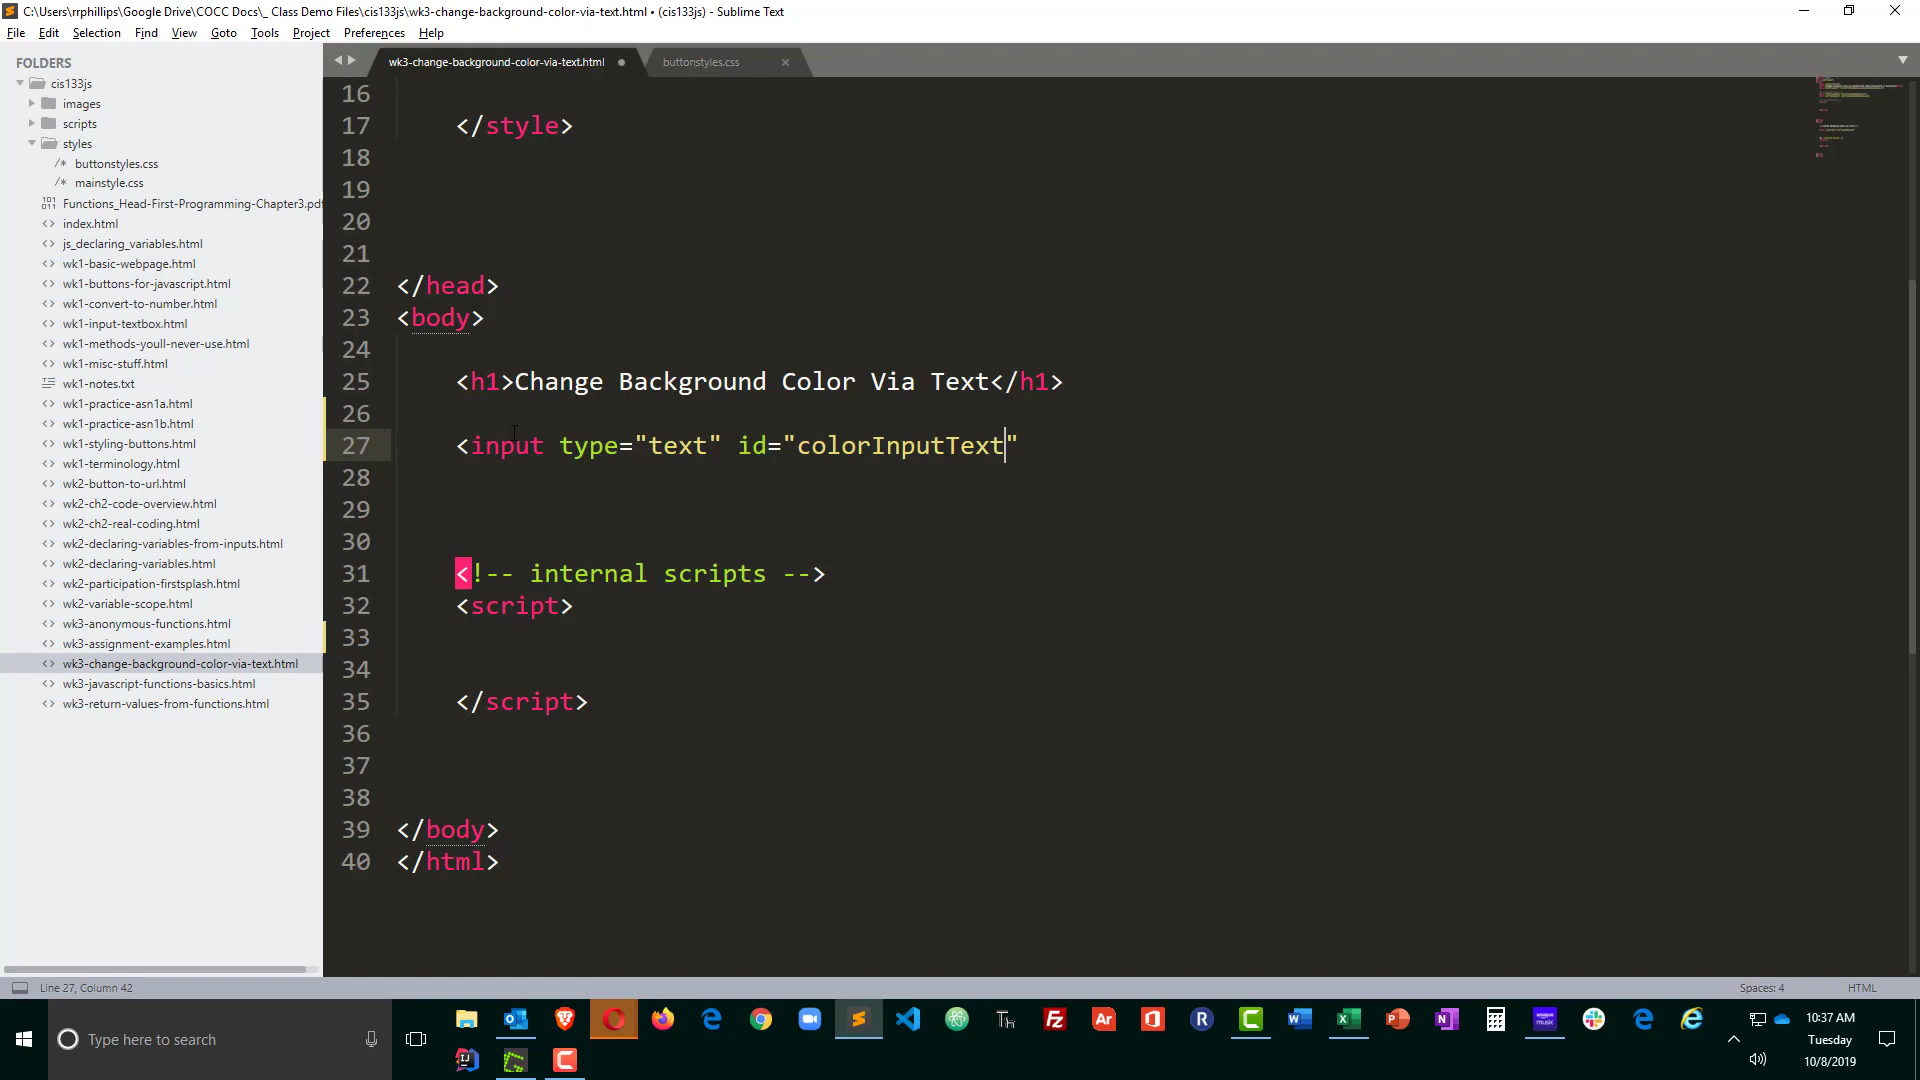 C:\Users\rrphillips\Google Drive\COCC Docs\_ Class Demo Files\cis133js\wk3-change-background-color-via-text.html • (cis133js) - Sublime Text
File Edit Selection Find View Goto Tools Project Preferences Help
FOLDERS
cis133js
images
scripts
styles
/* buttonstyles.css
/* mainstyle.css
Functions_Head-First-Programming-Chapter3.pdf
<> index.html
<> js_declaring_variables.html
<> wk1-basic-webpage.html
<> wk1-buttons-for-javascript.html
<> wk1-convert-to-number.html
<> wk1-input-textbox.html
<> wk1-methods-youll-never-use.html
<> wk1-misc-stuff.html
wk1-notes.txt
<> wk1-practice-asn1a.html
<> wk1-practice-asn1b.html
<> wk1-styling-buttons.html
<> wk1-terminology.html
<> wk2-button-to-url.html
<> wk2-ch2-code-overview.html
<> wk2-ch2-real-coding.html
<> wk2-declaring-variables-from-inputs.html
<> wk2-declaring-variables.html
<> wk2-participation-firstsplash.html
<> wk2-variable-scope.html
<> wk3-anonymous-functions.html
<> wk3-assignment-examples.html
<> wk3-change-background-color-via-text.html
<> wk3-javascript-functions-basics.html
<> wk3-return-values-from-functions.html
wk3-change-background-color-via-text.html buttonstyles.css
16
17 </style>
18
19
20
21
22 </head>
23 <body>
24
25 <h1>Change Background Color Via Text</h1>
26
27 <input type="text" id="colorInputText"
28
29
30
31 <!-- internal scripts -->
32 <script>
33
34
35 </script>
36
37
38
39 </body>
40 </html>
Line 27, Column 42 Spaces: 4 HTML
Type here to search
10:37 AM
Tuesday
10/8/2019